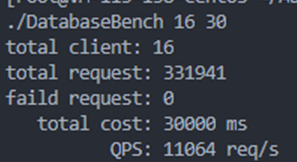 ./DatabaseBench 16 30
total client: 16
total request: 331941
faild request: 0
total cost: 30000 ms
QPS: 11064 req/s